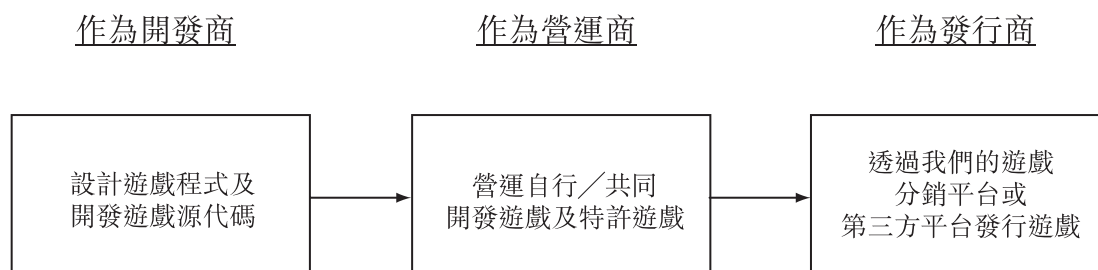 作為開發商
作為營運商
作為發行商
設計遊戲程式及
開發遊戲源代碼
營運自行／共同
開發遊戲及特許遊戲
透過我們的遊戲
分銷平台或
第三方平台發行遊戲